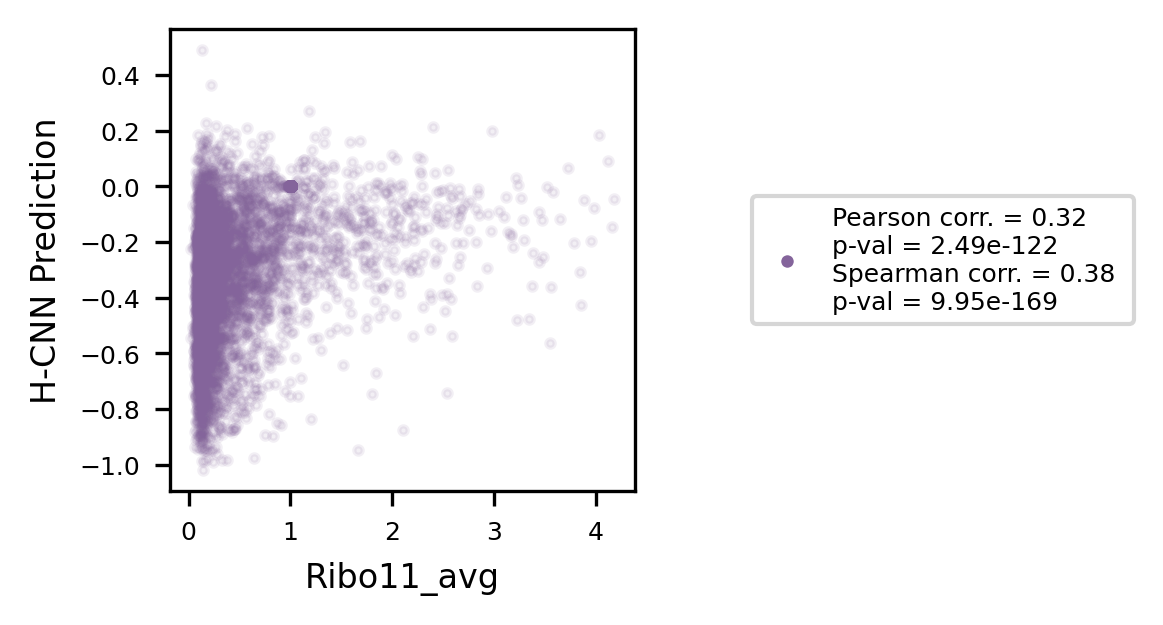 H-CNN Prediction
0.4
0.2
0.0
−0.2
−0.4
−0.6
−0.8
−1.0
0 1 2 3 4
Ribo11_avg
Pearson corr. = 0.32
p-val = 2.49e-122
Spearman corr. = 0.38
p-val = 9.95e-169